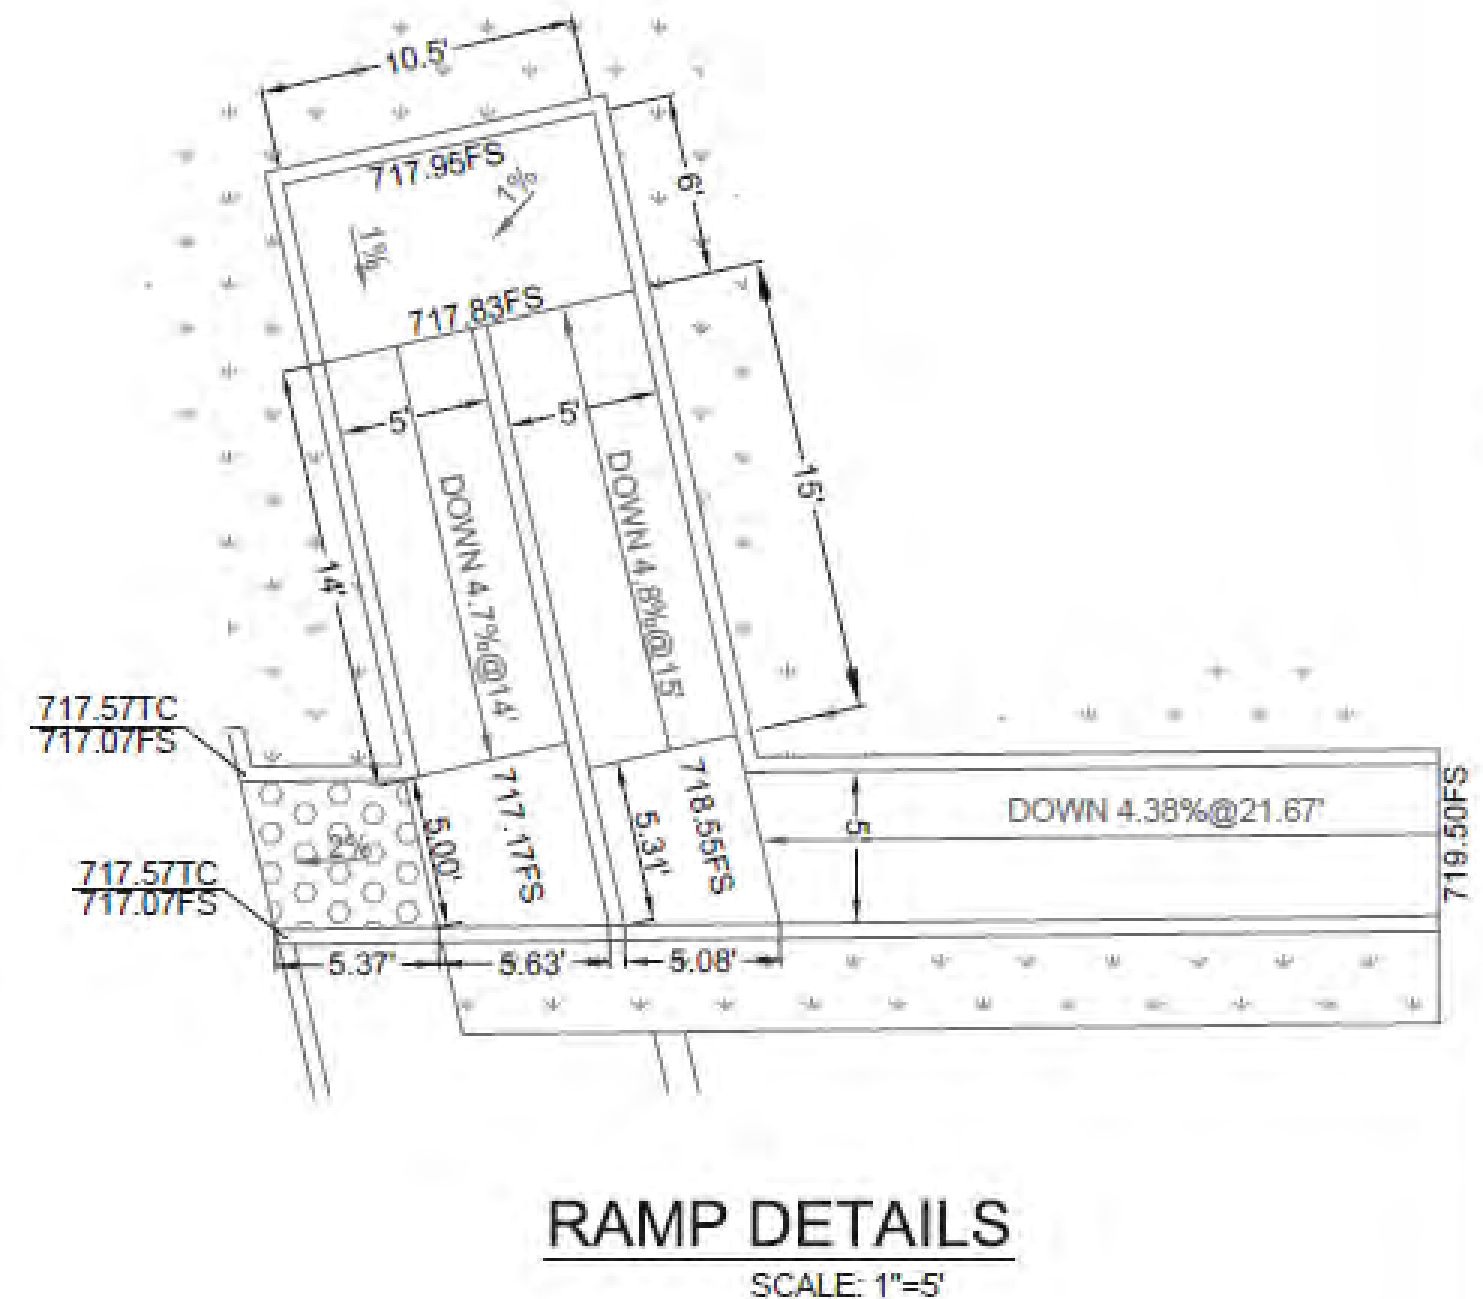 10.5'
717.95FS
1%
6'
1%
717.83FS
5'
5'
15'
DOWN 4.7%@14'
DOWN 4.8%@15'
14'
717.57TC
717.07FS
717.17FS
718.55FS
5.00'
5.31'
5'
DOWN 4.38%@21.67'
719.50FS
2%
717.57TC
717.07FS
5.37'
5.63'
5.08'
RAMP DETAILS
SCALE: 1"=5'